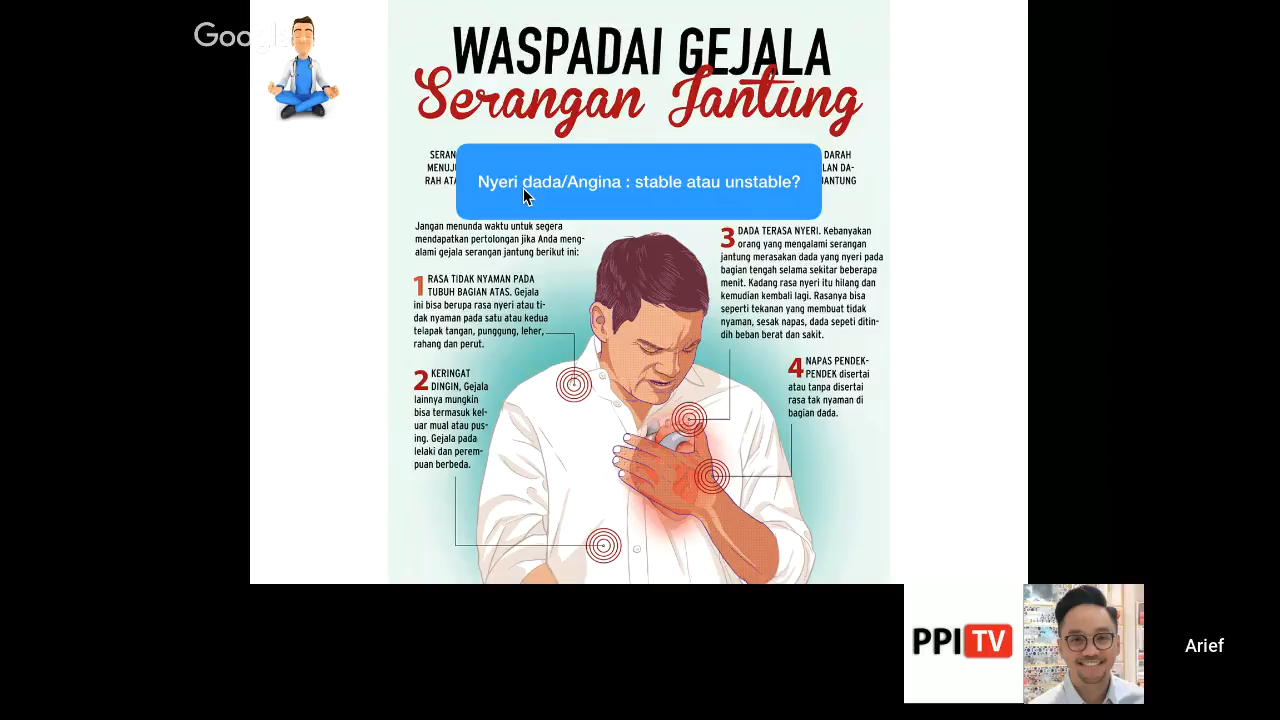 Google
WASPADAI GEJALA
Serangan Jantung
SERAN
MENUJU
RAH ATA
DARAH
LAN DA-
JANTUNG
Nyeri dada/Angina : stable atau unstable?
Jangan menunda waktu untuk segera
mendapatkan pertolongan jika Anda meng-
alami gejala serangan jantung berikut ini:
1 RASA TIDAK NYAMAN PADA
TUBUH BAGIAN ATAS. Gejala
ini bisa berupa rasa nyeri atau ti-
dak nyaman pada satu atau kedua
telapak tangan, punggung, leher,
rahang dan perut.
2 KERINGAT
DINGIN, Gejala
lainnya mungkin
bisa termasuk kel-
uar mual atau pus-
ing. Gejala pada
lelaki dan perem-
puan berbeda.
3 DADA TERASA NYERI. Kebanyakan
orang yang mengalami serangan
jantung merasakan dada yang nyeri pada
bagian tengah selama sekitar beberapa
menit. Kadang rasa nyeri itu hilang dan
kemudian kembali lagi. Rasanya bisa
seperti tekanan yang membuat tidak
nyaman, sesak napas, dada sepeti ditin-
dih beban berat dan sakit.
4 NAPAS PENDEK-
PENDEK disertai
atau tanpa disertai
rasa tak nyaman di
bagian dada.
PPI TV
Arief